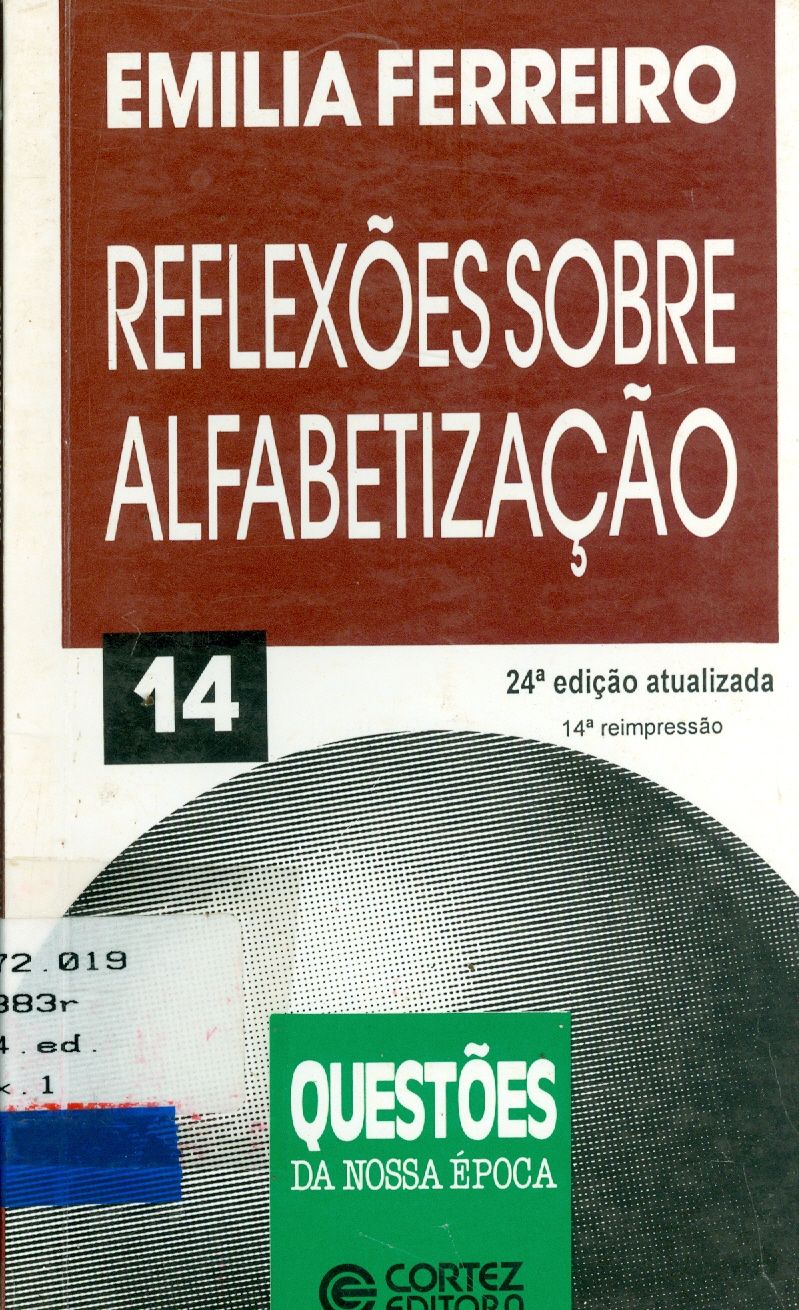 EMILIA FERREIRO
REFLEXÕES SOBRE
ALFABETIZAÇÃO
14
24ª edição atualizada
14ª reimpressão
72.019
383r
4.ed.
x.1
QUESTÕES
DA NOSSA ÉPOCA
CORTEZ
EDITORA